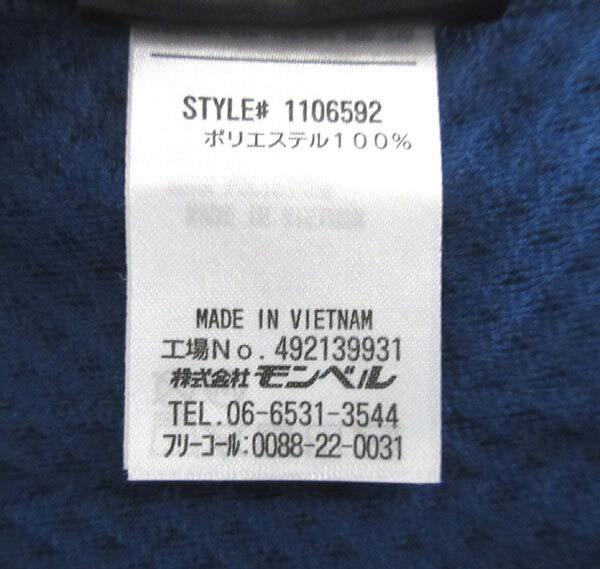 STYLE# 1106592
ポリエステル100%
MADE IN VIETNAM
工場No.492139931
株式会社 モンベル
TEL.06-6531-3544
フリーコール:0088-22-0031